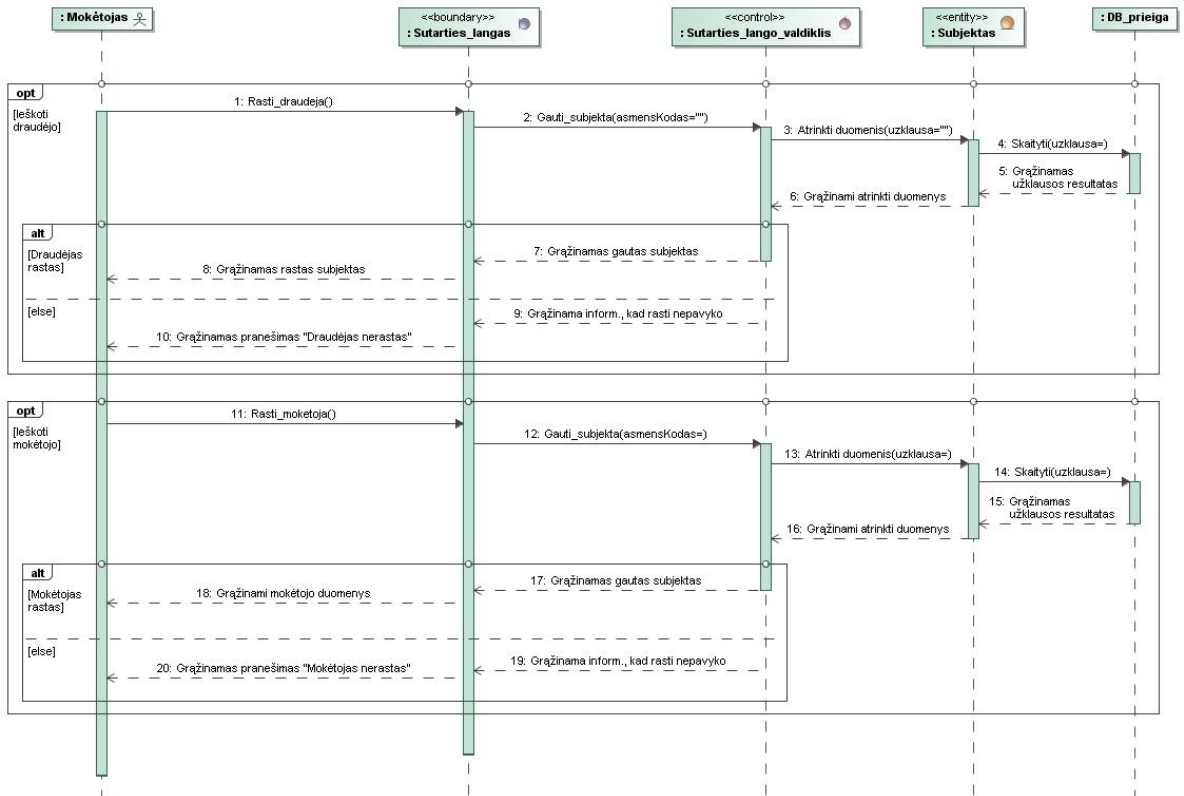 : Mokėtojas
<<boundary>>
: Sutarties_langas
<<control>>
: Sutarties_lango_valdiklis
<<entity>>
: Subjektas
: DB_prieiga
opt
[Ieškoti
draudėjo]
1: Rasti_draudeja()
2: Gauti_subjekta(asmensKodas="")
3: Atrinkti duomenis(uzklausa="")
4: Skaityti(uzklausa=)
5: Grąžinamas
užklausos resultatas
6: Grąžinami atrinkti duomenys
alt
[Draudėjas
rastas]
7: Grąžinamas gautas subjektas
8: Grąžinamas rastas subjektas
[else]
9: Grąžinama inform., kad rasti nepavyko
10: Grąžinamas pranešimas "Draudėjas nerastas"
opt
[Ieškoti
mokėtojo]
11: Rasti_moketoja()
12: Gauti_subjekta(asmensKodas=)
13: Atrinkti duomenis(uzklausa=)
14: Skaityti(uzklausa=)
15: Grąžinamas
užklausos resultatas
16: Grąžinami atrinkti duomenys
alt
[Mokėtojas
rastas]
17: Grąžinamas gautas subjektas
18: Grąžinami mokėtojo duomenys
[else]
19: Grąžinama inform., kad rasti nepavyko
20: Grąžinamas pranešimas "Mokėtojas nerastas"